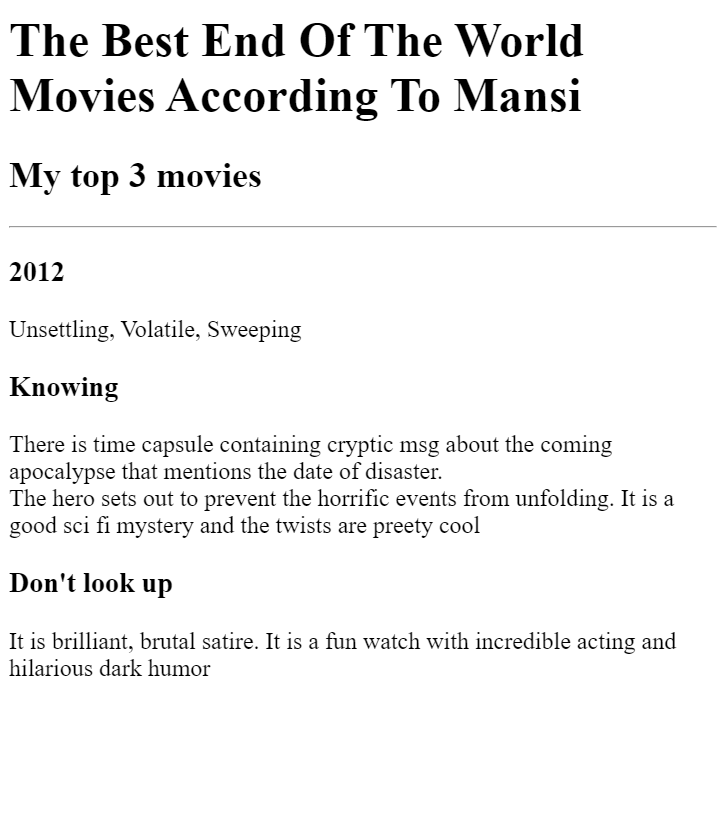 The Best End Of The World
Movies According To Mansi
My top 3 movies
2012
Unsettling, Volatile, Sweeping
Knowing
There is time capsule containing cryptic msg about the coming
apocalypse that mentions the date of disaster.
The hero sets out to prevent the horrific events from unfolding. It is a
good sci fi mystery and the twists are preety cool
Don't look up
It is brilliant, brutal satire. It is a fun watch with incredible acting and
hilarious dark humor